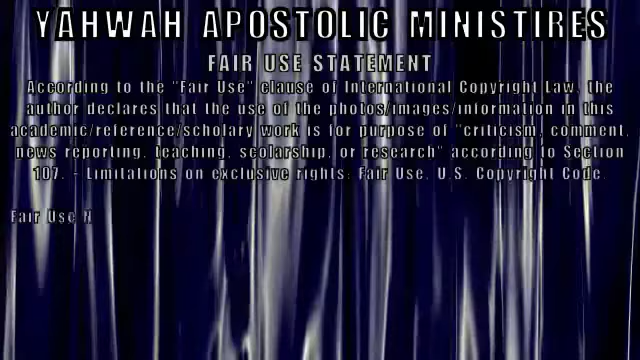 YAHWAH APOSTOLIC MINISTIRES
FAIR USE STATEMENT
According to the "Fair Use" clause of International Copyright Law, the
author declares that the use of the photos/images/information in this
academic/reference/scholary work is for purpose of "criticism, comment,
news reporting, teaching, scolarship, or research" according to Section
107. - Limitations on exclusive rights: Fair Use, U.S. Copyright Code.
Fair Use N